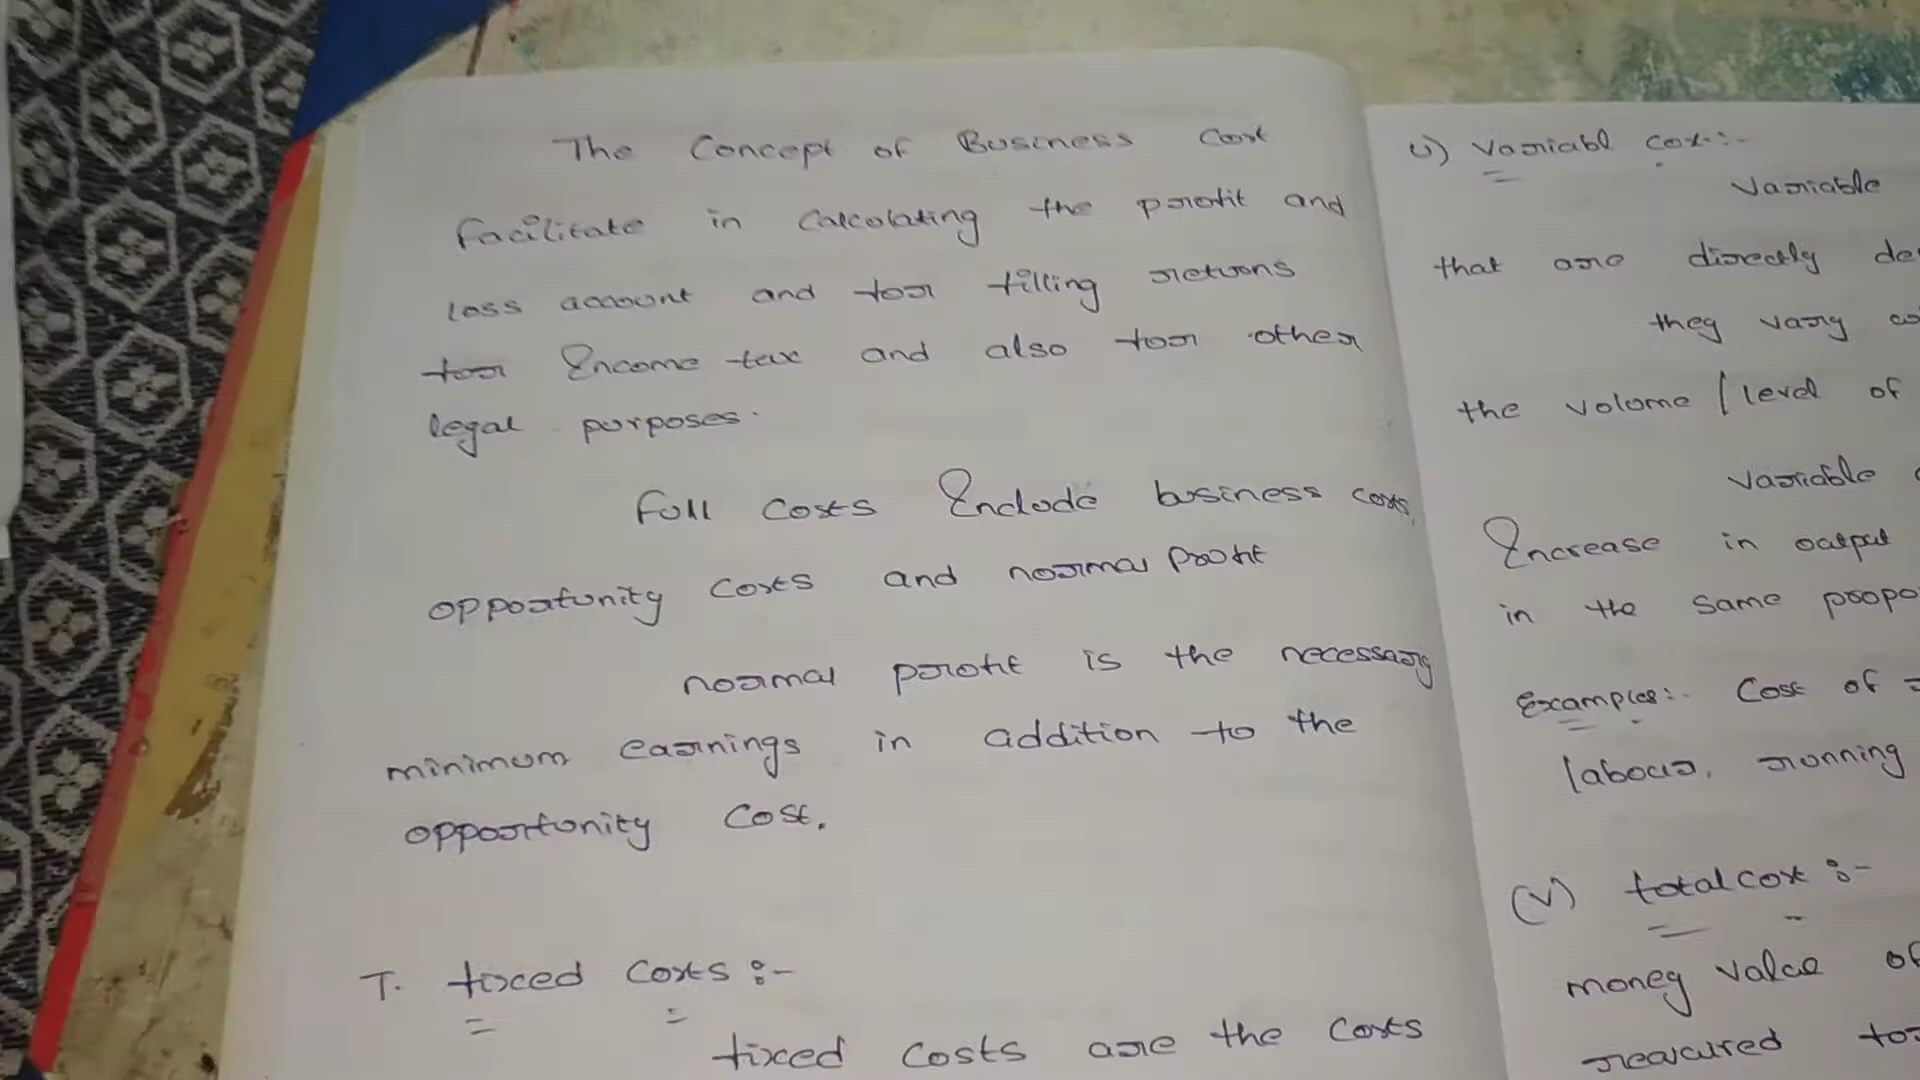 The Concept of Business Cost
facilitate in calcolating the profit and
loss account and for filling returns
for Income tax and also for other
legal purposes.
Full costs Include business costs,
opportunity costs and normal profit
normal profit is the necessary
minimum earnings in addition to the
opportunity cost.
I. fixed costs :-
fixed costs are the costs
Variabl cost :-
Variable
that are directly
they vary
the volume / level of
Variable
Increase in output
in the same
Examples:- Cost of
labour, running
(V) total cost :-
money value of